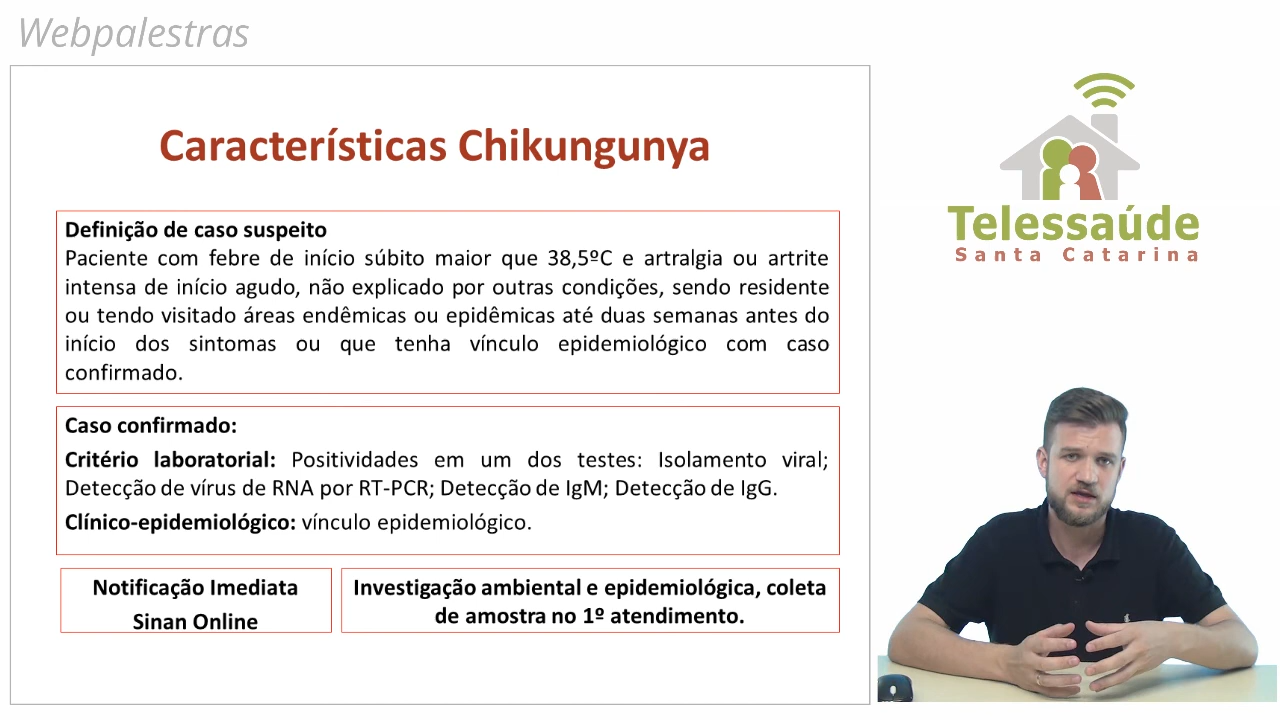 Webpalestras
Características Chikungunya
Definição de caso suspeito
Paciente com febre de início súbito maior que 38,5ºC e artralgia ou artrite
intensa de início agudo, não explicado por outras condições, sendo residente
ou tendo visitado áreas endêmicas ou epidêmicas até duas semanas antes do
início dos sintomas ou que tenha vínculo epidemiológico com caso
confirmado.
Caso confirmado:
Critério laboratorial: Positividades em um dos testes: Isolamento viral;
Detecção de vírus de RNA por RT-PCR; Detecção de IgM; Detecção de IgG.
Clínico-epidemiológico: vínculo epidemiológico.
Notificação Imediata
Sinan Online
Investigação ambiental e epidemiológica, coleta
de amostra no 1º atendimento.
Telessaúde
Santa Catarina